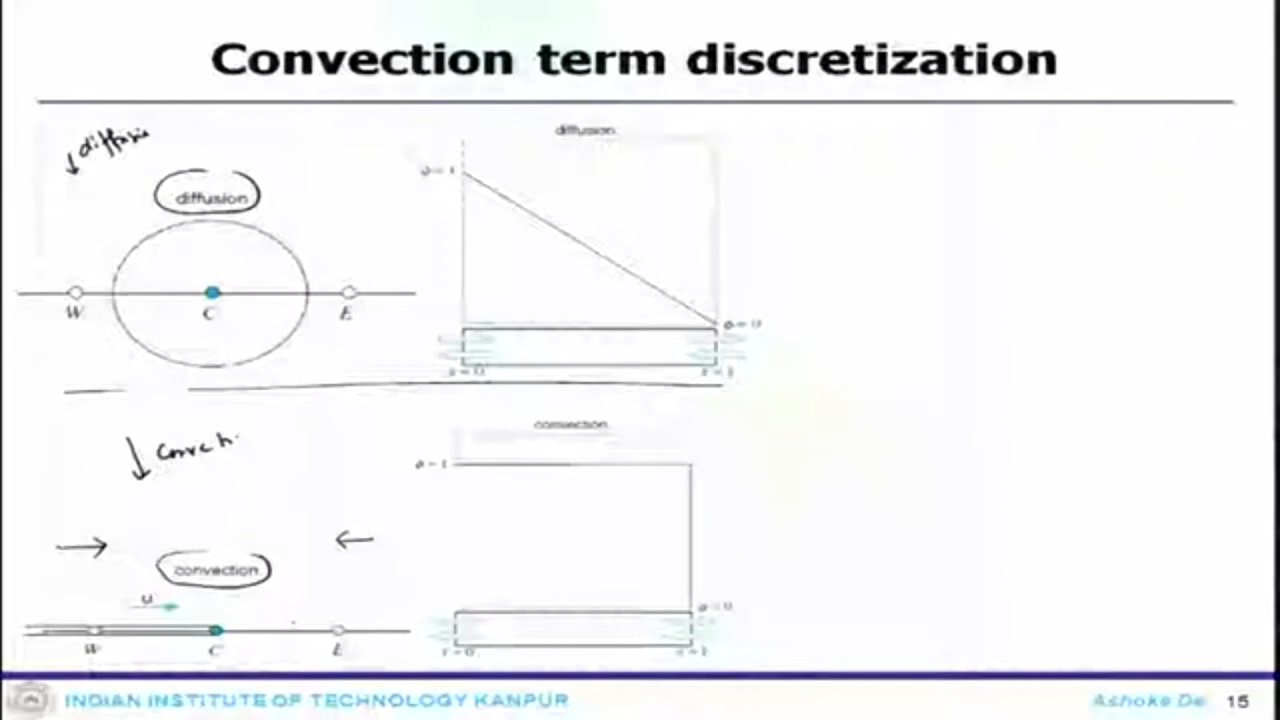 Convection term discretization
diffusion
diffusion
W C E
diffusion
φ=1
φ=0
x=0 x=1
convection
u
W C E
convection
φ=1
φ=0
x=0 x=1
INDIAN INSTITUTE OF TECHNOLOGY KANPUR
Ashoke De 15